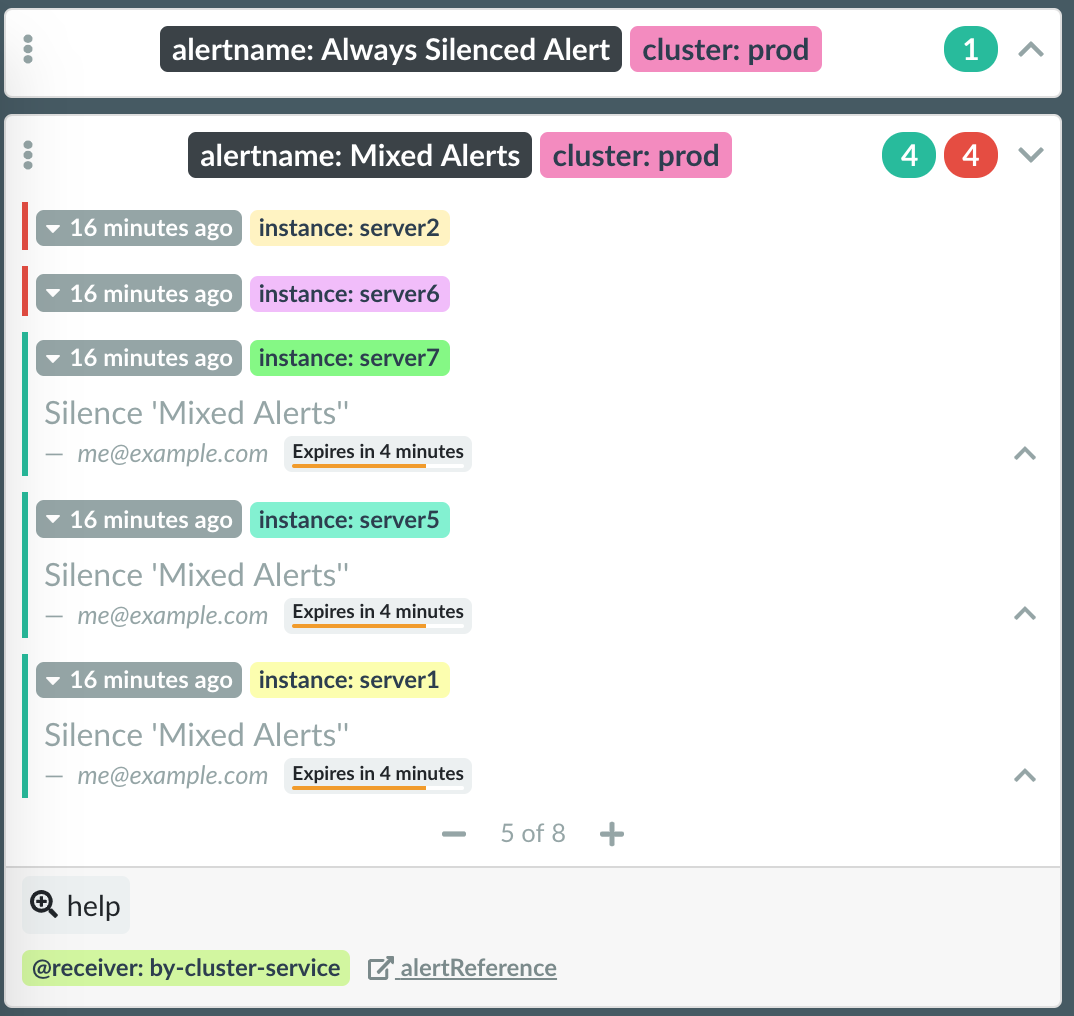 alertname: Always Silenced Alert cluster: prod 1
alertname: Mixed Alerts cluster: prod 4 4
16 minutes ago instance: server2
16 minutes ago instance: server6
16 minutes ago instance: server7
Silence 'Mixed Alerts''
— me@example.com Expires in 4 minutes
16 minutes ago instance: server5
Silence 'Mixed Alerts''
— me@example.com Expires in 4 minutes
16 minutes ago instance: server1
Silence 'Mixed Alerts''
— me@example.com Expires in 4 minutes
5 of 8
help
@receiver: by-cluster-service alertReference